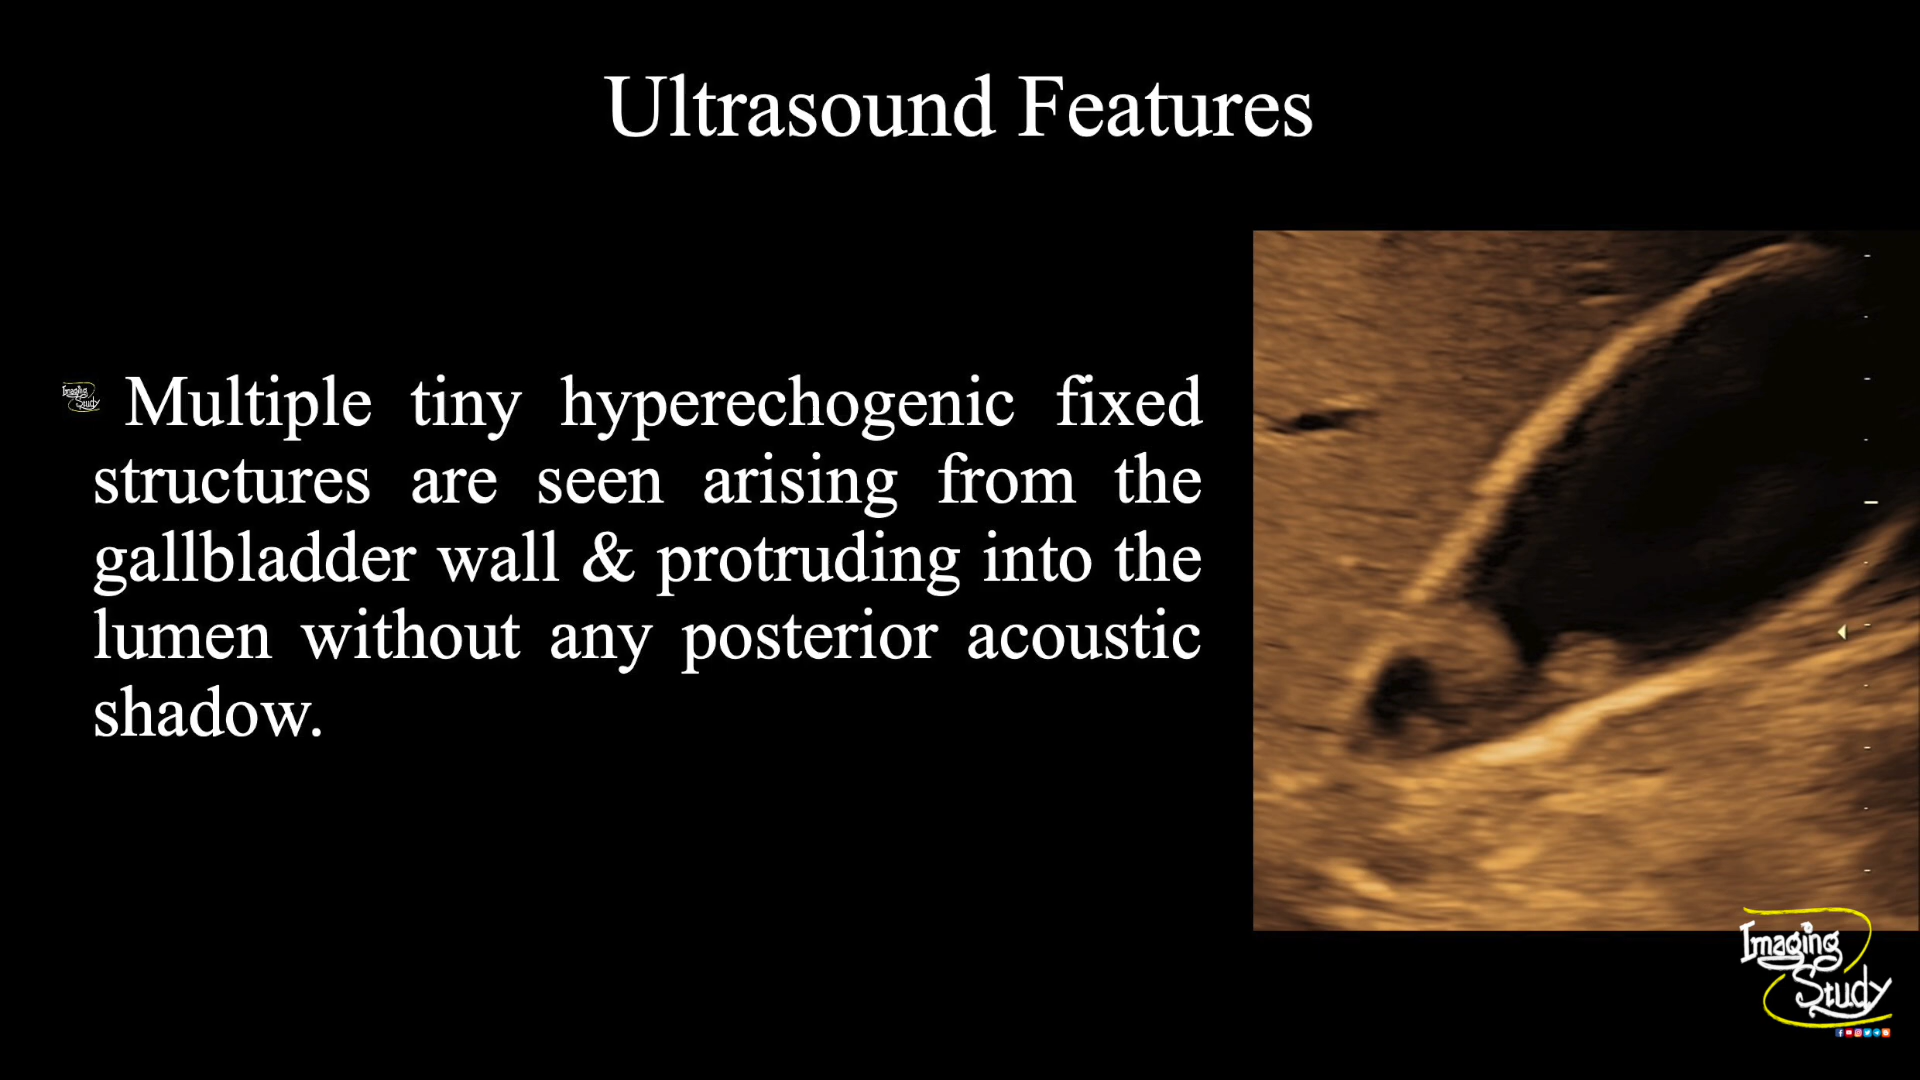 Ultrasound Features
Multiple tiny hyperechogenic fixed
structures are seen arising from the
gallbladder wall & protruding into the
lumen without any posterior acoustic
shadow.
Imaging
Study